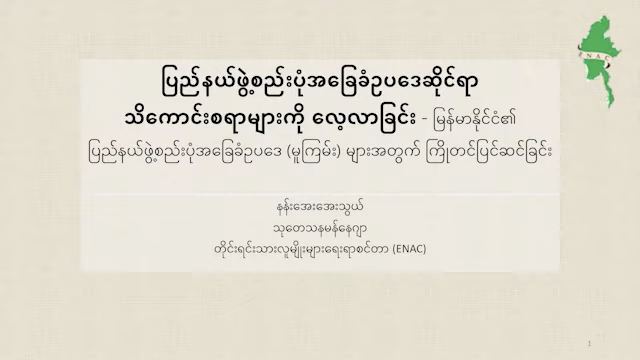 ENAC
ပြည်နယ်ဖွဲ့စည်းပုံအခြေခံဥပဒေဆိုင်ရာ
သိကောင်းစရာများကို လေ့လာခြင်း - မြန်မာနိုင်ငံ၏
ပြည်နယ်ဖွဲ့စည်းပုံအခြေခံဥပဒေ (မူကြမ်း) များအတွက် ကြိုတင်ပြင်ဆင်ခြင်း
နန်းအေးအေးသွယ်
သုတေသနမန်နေဂျာ
တိုင်းရင်းသားလူမျိုးများရေးရာစင်တာ (ENAC)
1